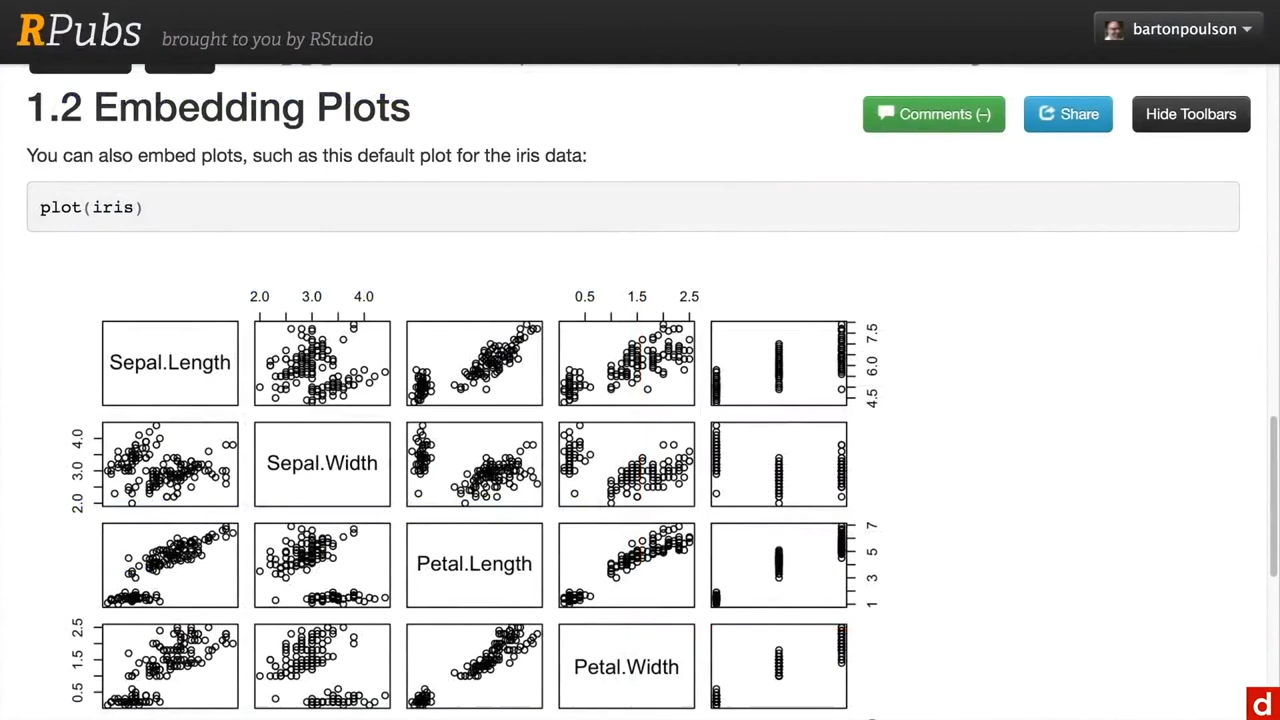 RPubs brought to you by RStudio
bartonpoulson
1.2 Embedding Plots
Comments (–)
Share
Hide Toolbars
You can also embed plots, such as this default plot for the iris data:
plot(iris)
2.0 3.0 4.0
0.5 1.5 2.5
Sepal.Length
4.5 6.0 7.5
2.0 3.0 4.0
Sepal.Width
Petal.Length
1 3 5 7
0.5 1.5 2.5
Petal.Width
d